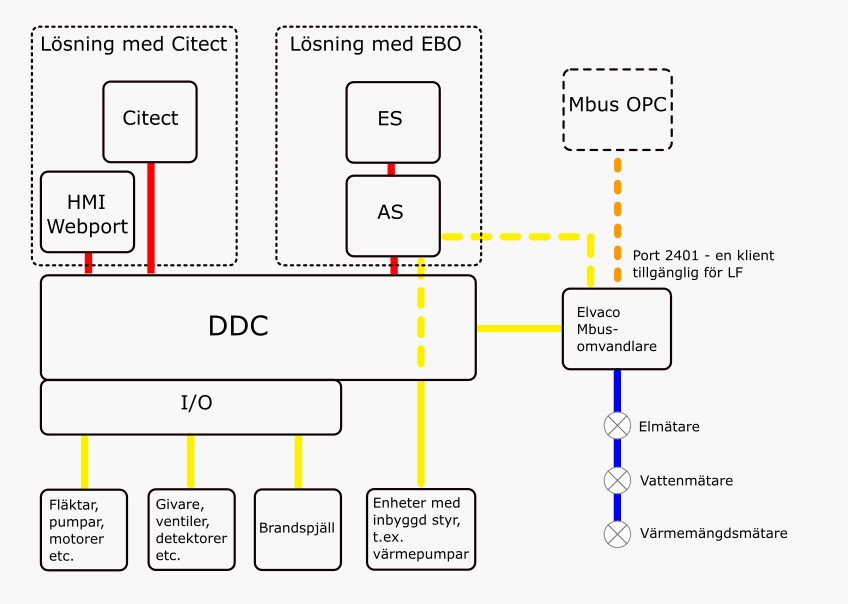 Lösning med Citect
Lösning med EBO
Citect
ES
Mbus OPC
HMI
Webport
AS
Port 2401 - en klient
tillgänglig för LF
DDC
Elvaco
Mbus-
omvandlare
I/O
Elmätare
Vattenmätare
Värmemängdsmätare
Fläktar,
pumpar,
motorer
etc.
Givare,
ventiler,
detektorer
etc.
Brandspjäll
Enheter med
inbyggd styr,
t.ex.
värmepumpar